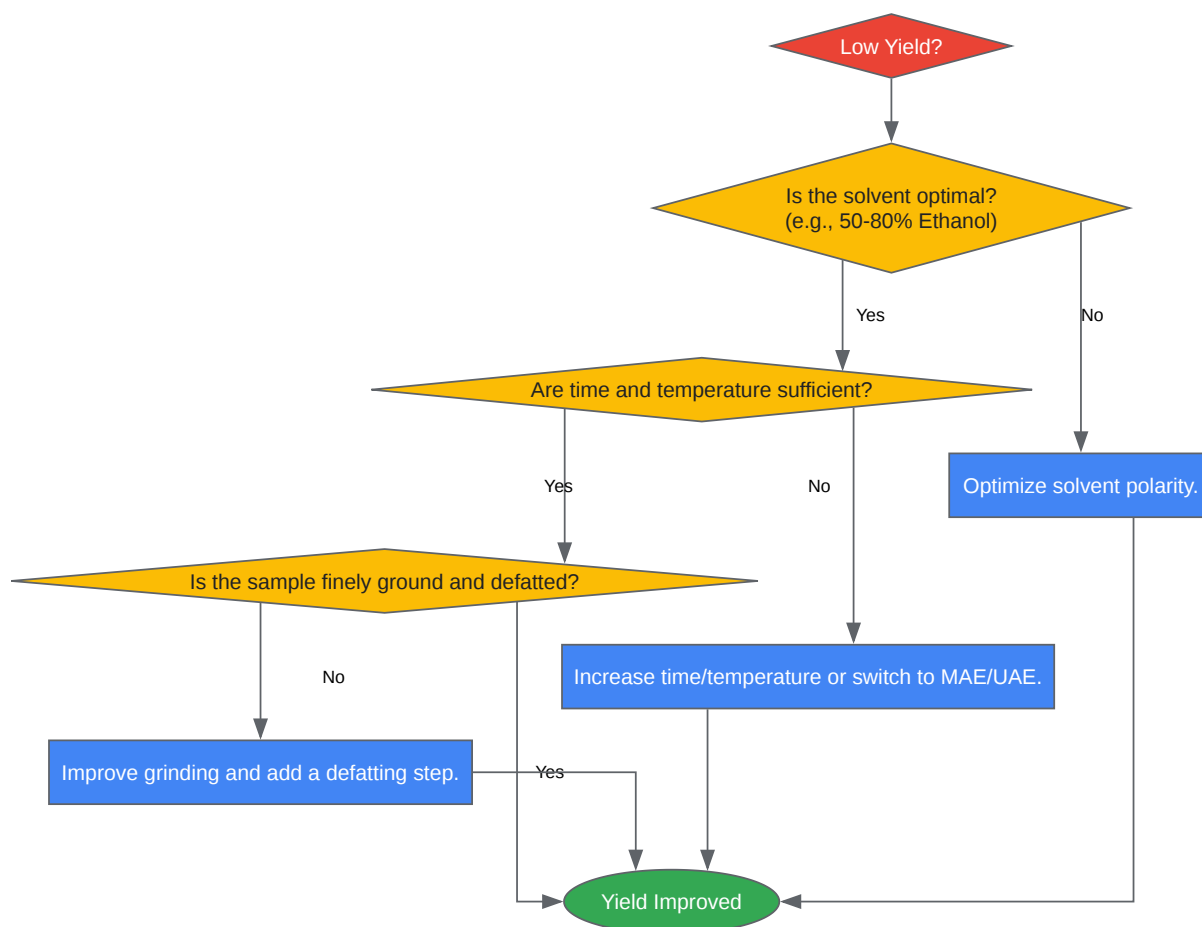 Low Yield?
Is the solvent optimal?
(e.g., 50-80% Ethanol)
Yes
No
Are time and temperature sufficient?
Yes
No
Optimize solvent polarity.
Is the sample finely ground and defatted?
No
Increase time/temperature or switch to MAE/UAE.
Improve grinding and add a defatting step.
Yes
Yield Improved